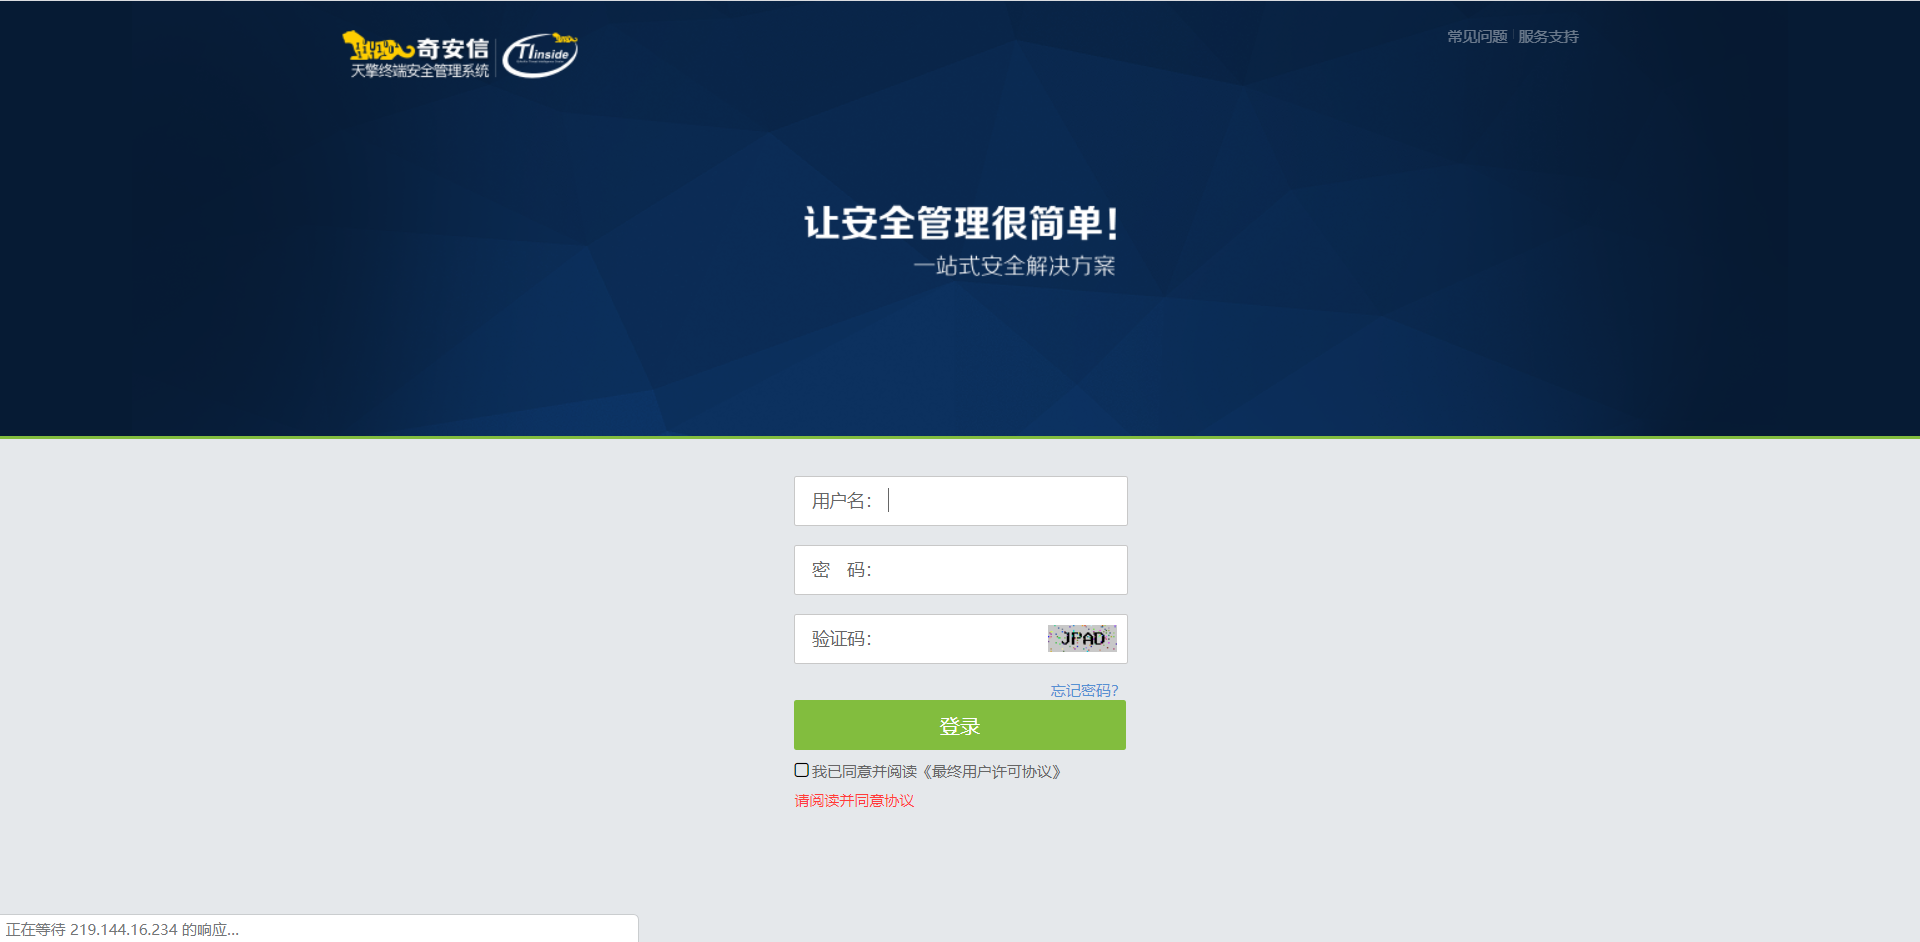 奇安信
天擎终端安全管理系统
TIinside
常见问题 服务支持
让安全管理很简单!
一站式安全解决方案
用户名:
密 码:
验证码: JPAD
忘记密码?
登录
我已同意并阅读《最终用户许可协议》
请阅读并同意协议
正在等待 219.144.16.234 的响应...